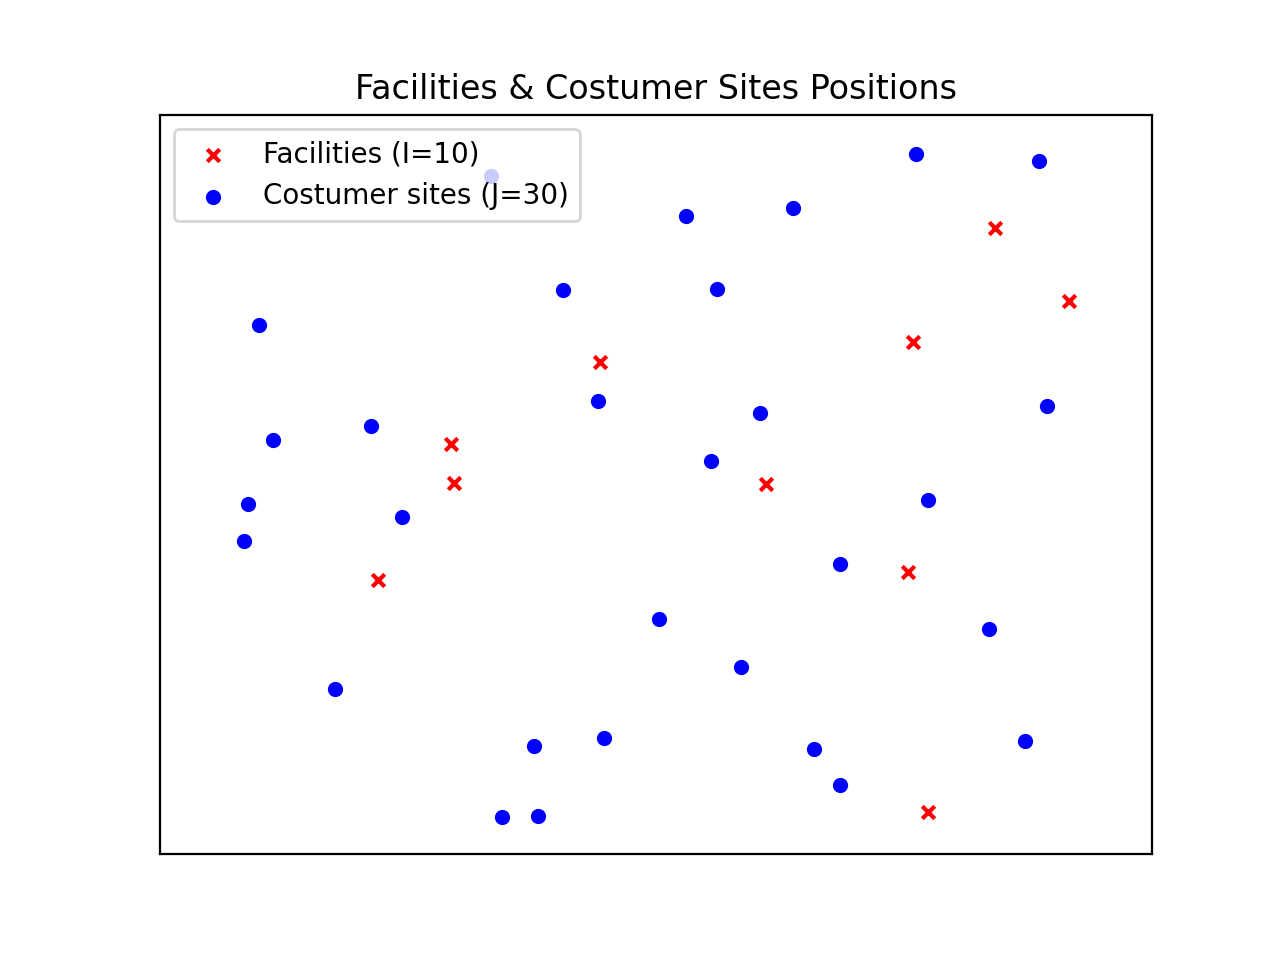 Facilities & Costumer Sites Positions
Facilities (I=10)
Costumer sites (J=30)